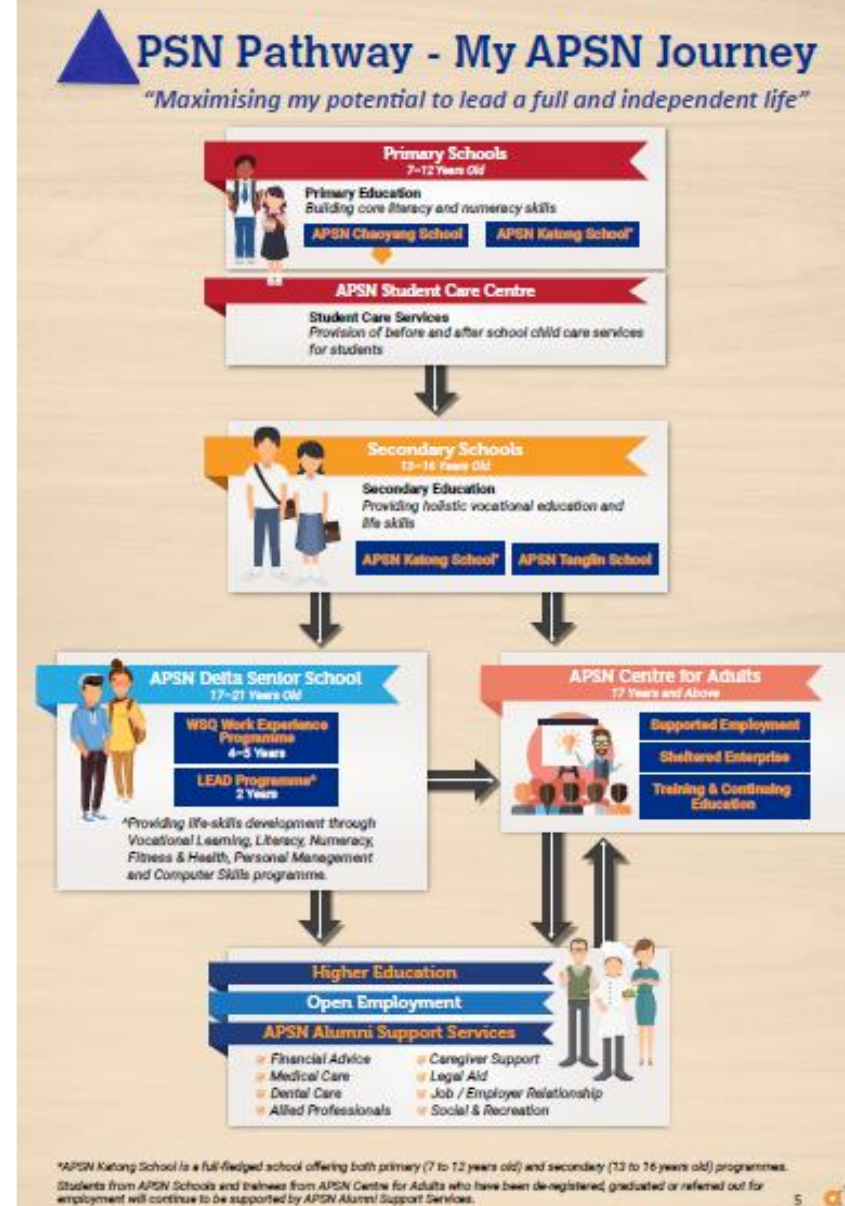 PSN Pathway - My APSN Journey
“Maximising my potential to lead a full and independent life”
Primary Schools
7–12 Years Old
Primary Education
Building core literacy and numeracy skills
APSN Chaoyang School
APSN Katong School*
APSN Student Care Centre
Student Care Services
Provision of before and after school child care services
for students
Secondary Schools
13–16 Years Old
Secondary Education
Providing holistic vocational education and
life skills
APSN Katong School*
APSN Tanglin School
APSN Delta Senior School
17–21 Years Old
WSQ Work Experience
Programme
4–5 Years
LEAD Programme^
2 Years
^Providing life-skills development through
Vocational Learning, Literacy, Numeracy,
Fitness & Health, Personal Management
and Computer Skills programme.
APSN Centre for Adults
17 Years and Above
Supported Employment
Sheltered Enterprise
Training & Continuing
Education
Higher Education
Open Employment
APSN Alumni Support Services
Financial Advice
Medical Care
Dental Care
Allied Professionals
Caregiver Support
Legal Aid
Job / Employer Relationship
Social & Recreation
*APSN Katong School is a full-fledged school offering both primary (7 to 12 years old) and secondary (13 to 16 years old) programmes.
Students from APSN Schools and trainees from APSN Centre for Adults who have been de-registered, graduated or referred out for
employment will continue to be supported by APSN Alumni Support Services.
5